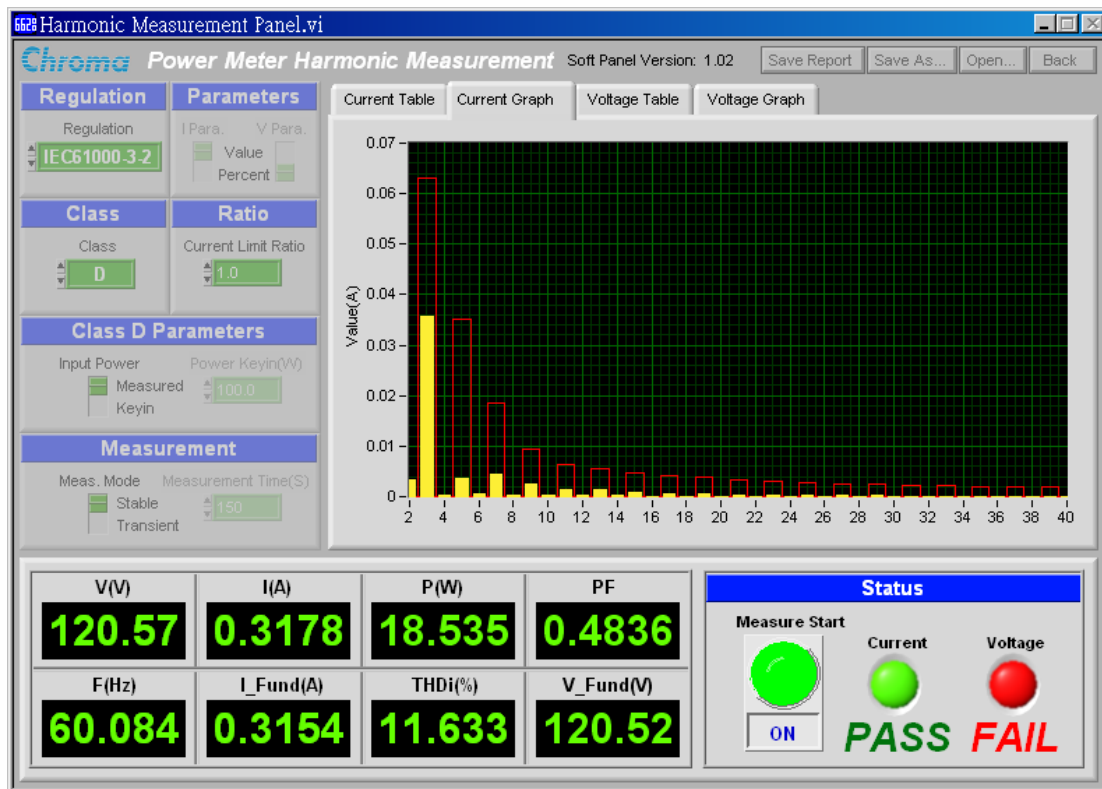 6628 Harmonic Measurement Panel.vi
Chroma Power Meter Harmonic Measurement Soft Panel Version: 1.02 Save Report Save As... Open... Back
Regulation Parameters
Regulation
IEC61000-3-2
I Para. V Para.
Value
Percent
Class Ratio
Class
D
Current Limit Ratio
1.0
Class D Parameters
Input Power Power Keyin(W)
Measured 100.0
Keyin
Measurement
Meas. Mode Measurement Time(S)
Stable 150
Transient
Current Table Current Graph Voltage Table Voltage Graph
Value(A)
0.07
0.06
0.05
0.04
0.03
0.02
0.01
0
2 4 6 8 10 12 14 16 18 20 22 24 26 28 30 32 34 36 38 40
V(V) I(A) P(W) PF
120.57 0.3178 18.535 0.4836
F(Hz) I_Fund(A) THDi(%) V_Fund(V)
60.084 0.3154 11.633 120.52
Status
Measure Start
ON
Current Voltage
PASS FAIL